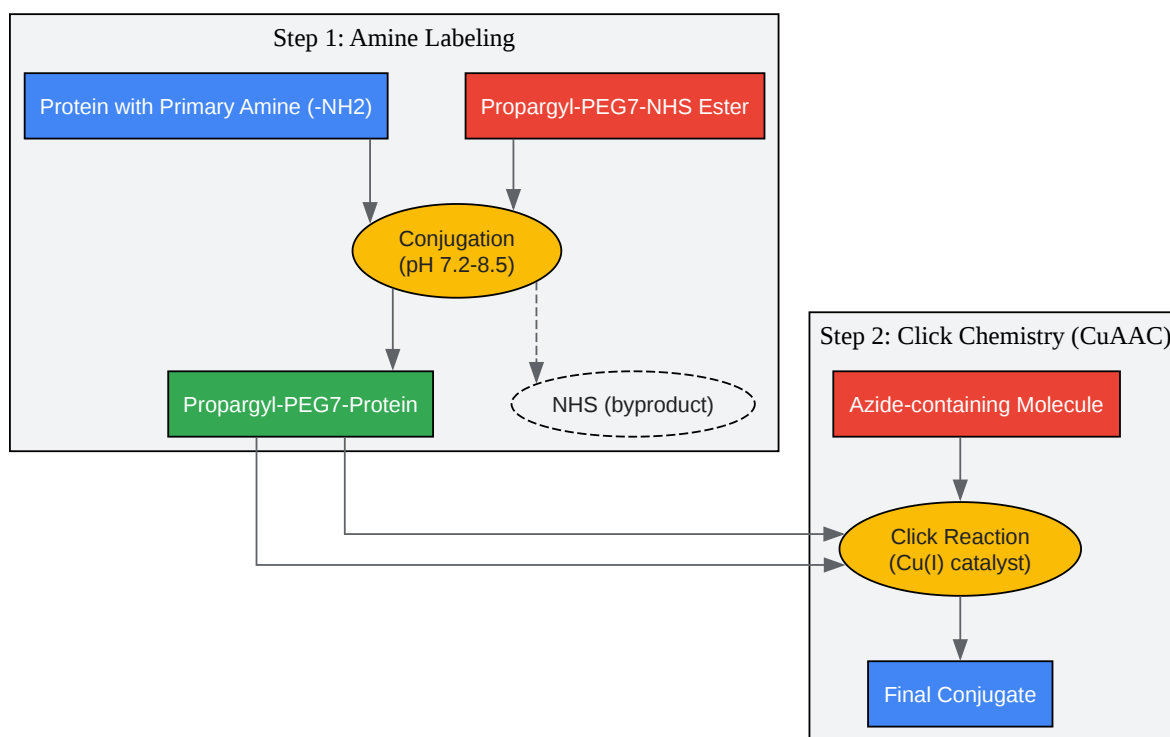 Step 1: Amine Labeling
Protein with Primary Amine (-NH2)
Propargyl-PEG7-NHS Ester
Conjugation
(pH 7.2-8.5)
Propargyl-PEG7-Protein
NHS (byproduct)
Step 2: Click Chemistry (CuAAC)
Azide-containing Molecule
Click Reaction
(Cu(I) catalyst)
Final Conjugate